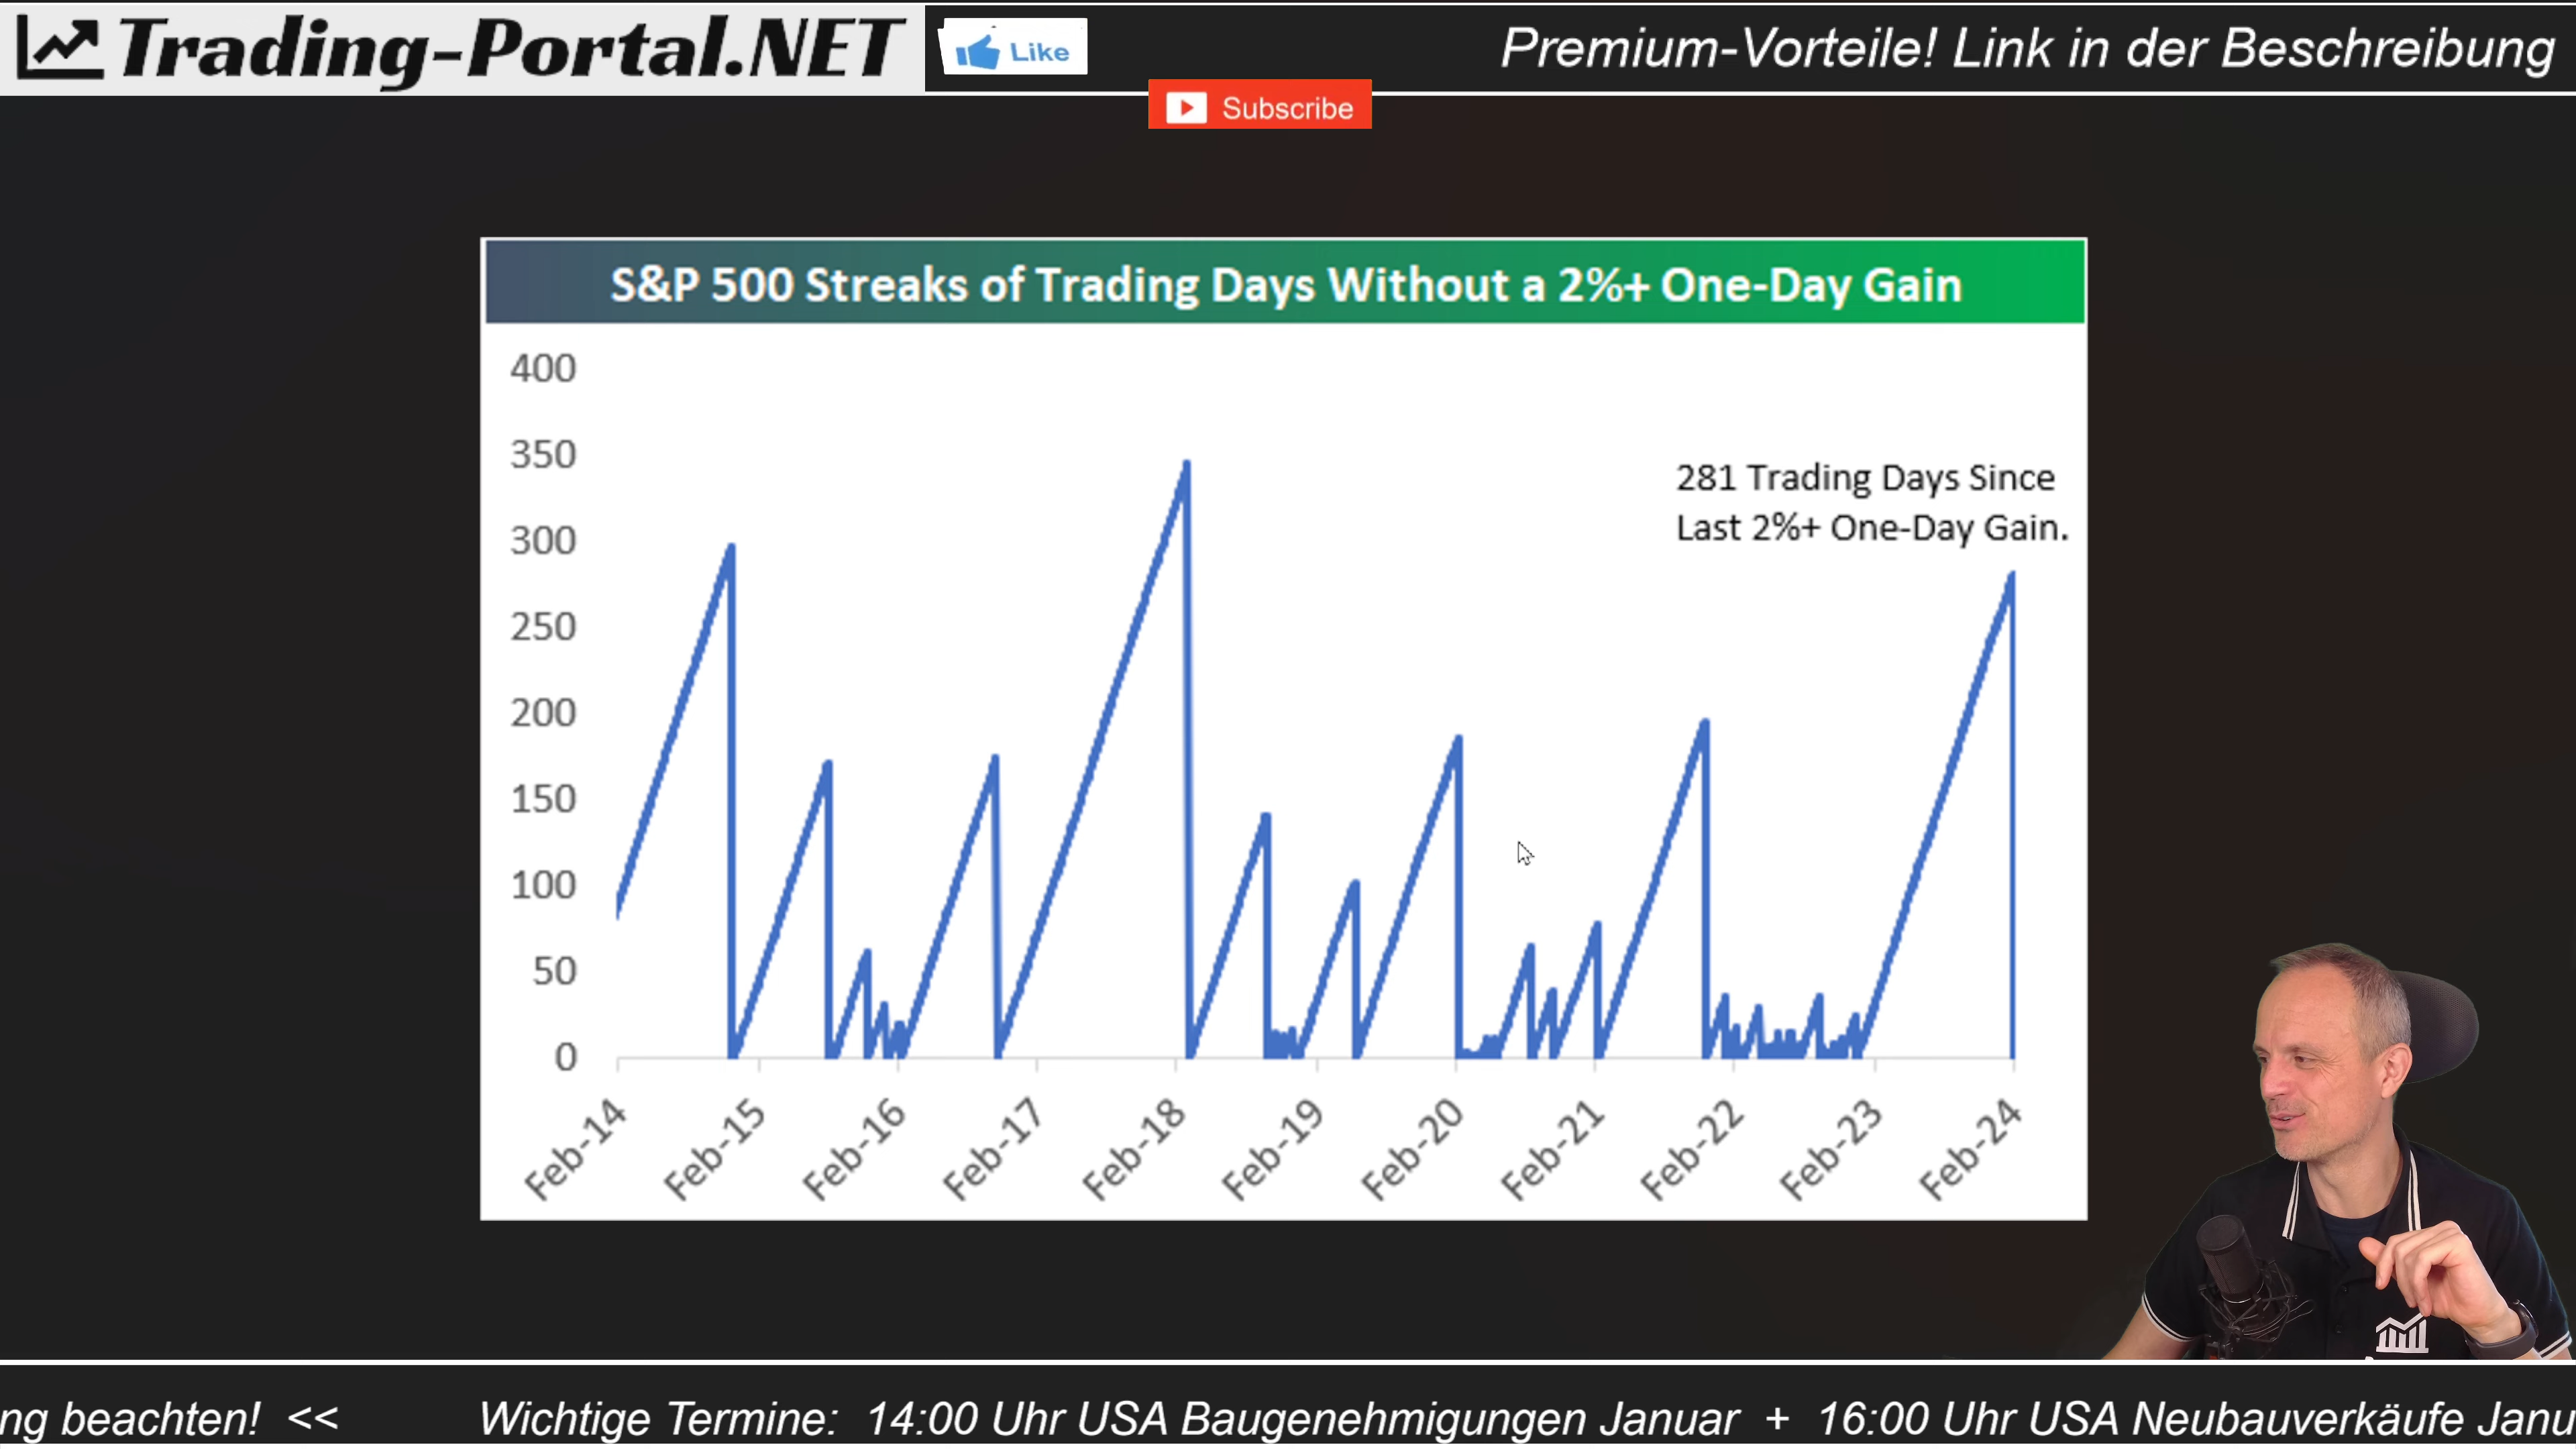 Trading-Portal.NET
Like
Premium-Vorteile! Link in der Beschreibung
Subscribe
S&P 500 Streaks of Trading Days Without a 2%+ One-Day Gain
400
350
300
250
200
150
100
50
0
281 Trading Days Since
Last 2%+ One-Day Gain.
Feb-14
Feb-15
Feb-16
Feb-17
Feb-18
Feb-19
Feb-20
Feb-21
Feb-22
Feb-23
Feb-24
ng beachten! << Wichtige Termine: 14:00 Uhr USA Baugenehmigungen Januar + 16:00 Uhr USA Neubauverkäufe Janu